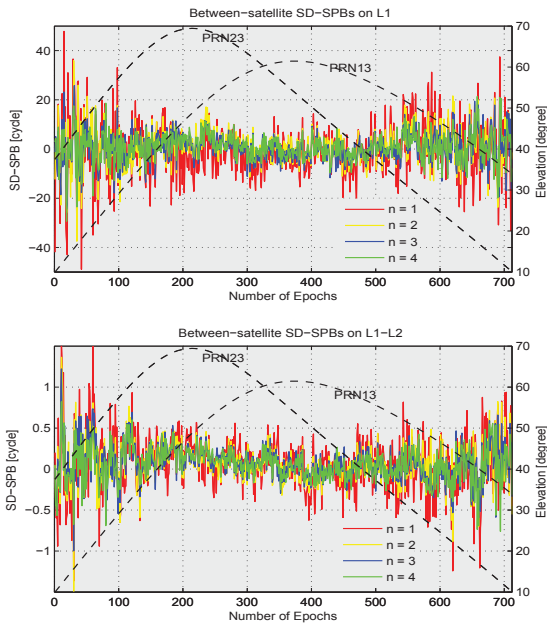 Between−satellite SD−SPBs on L1
SD−SPB [cycle]
40
20
0
−20
−40
PRN23
PRN13
n = 1
n = 2
n = 3
n = 4
70
60
50
40
30
20
10
Elevation [degree]
0 100 200 300 400 500 600 700
Number of Epochs
Between−satellite SD−SPBs on L1−L2
SD−SPB [cycle]
1
0.5
0
−0.5
−1
PRN23
PRN13
n = 1
n = 2
n = 3
n = 4
70
60
50
40
30
20
10
Elevation [degree]
0 100 200 300 400 500 600 700
Number of Epochs